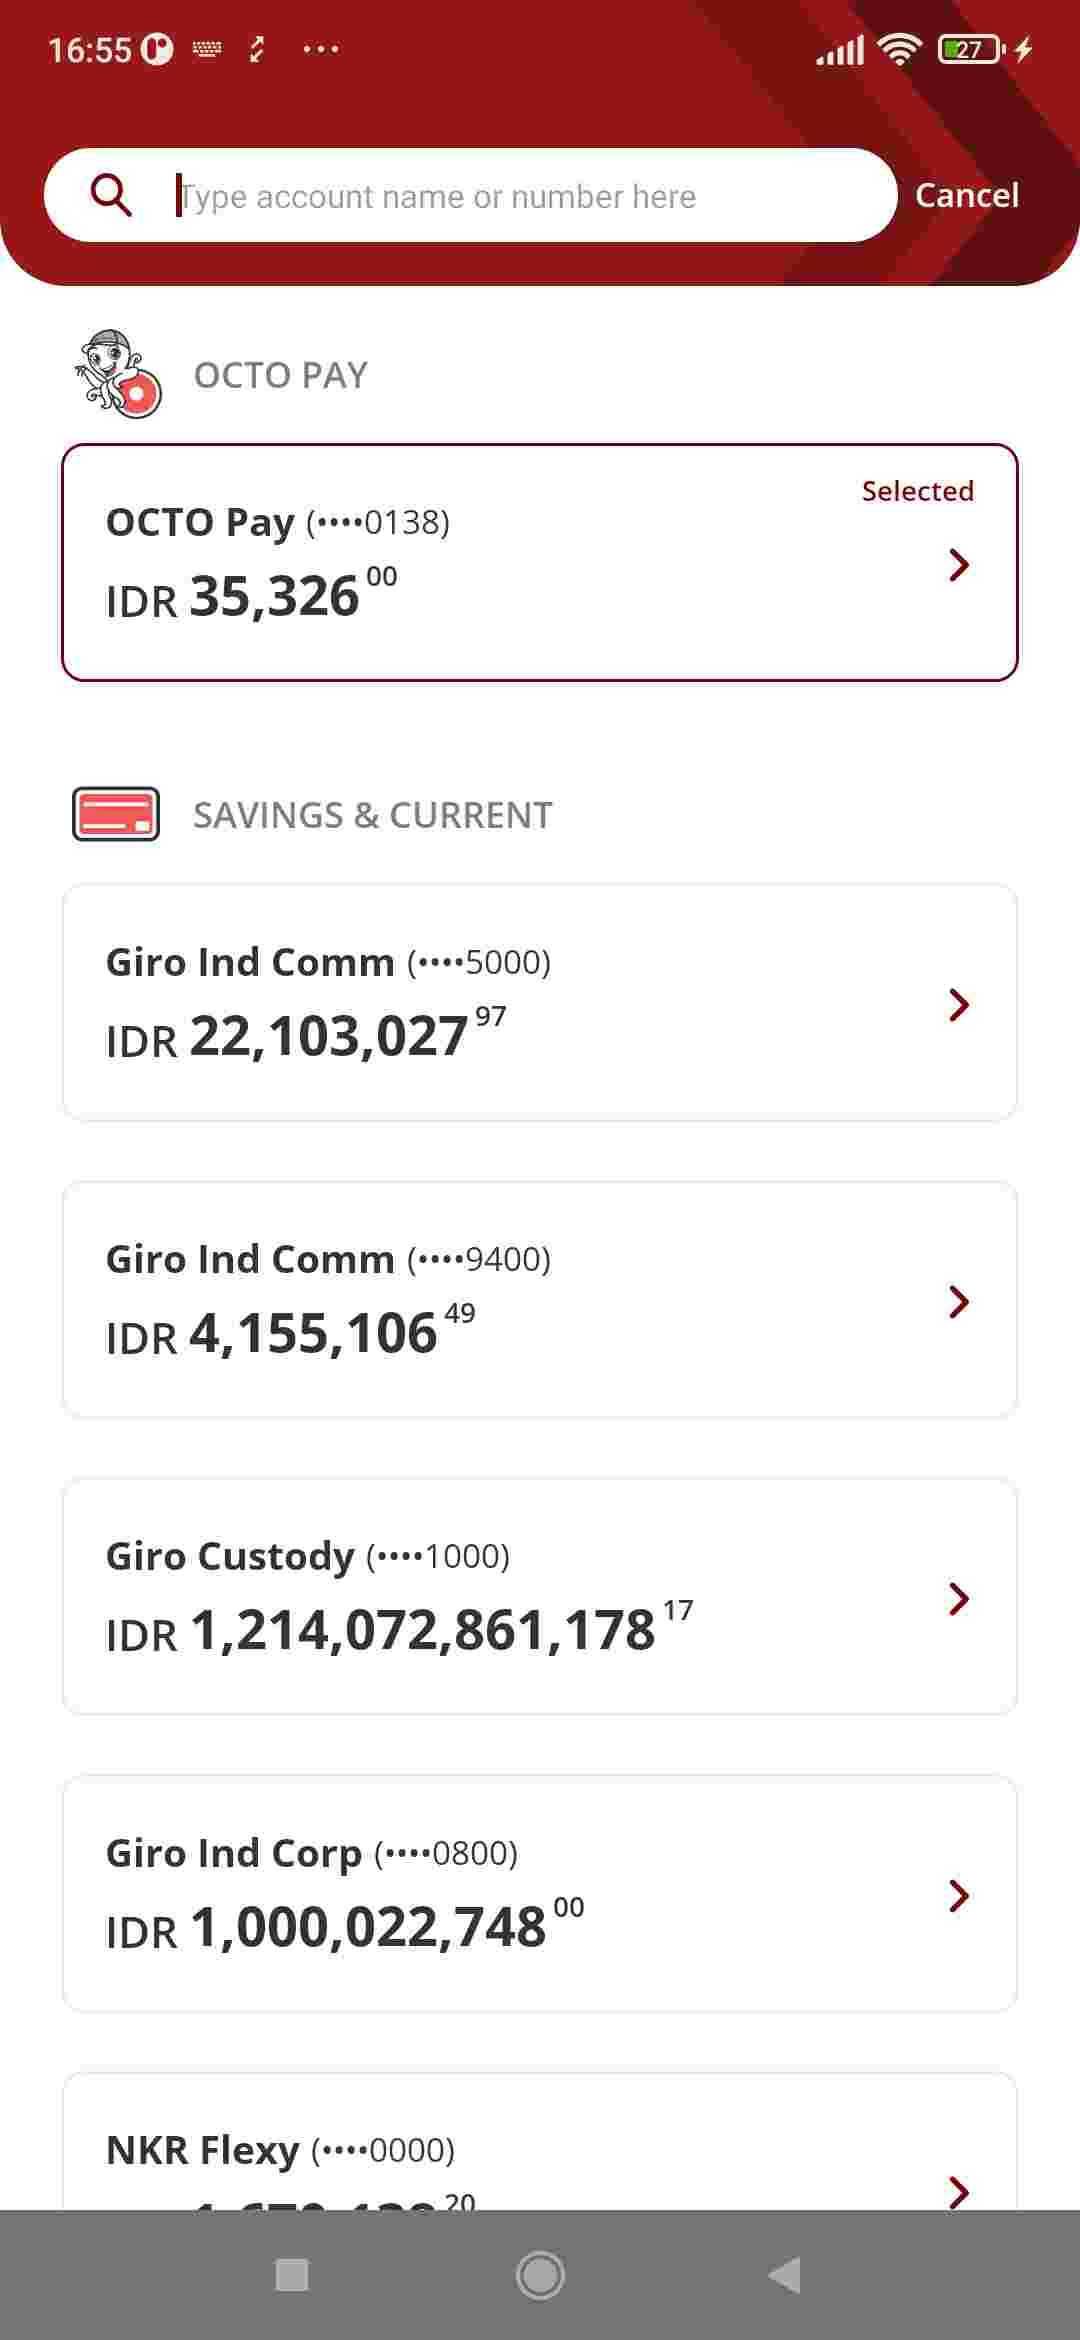 16:55
27
Type account name or number here
Cancel
OCTO PAY
Selected
OCTO Pay (••••0138)
IDR 35,326 00
SAVINGS & CURRENT
Giro Ind Comm (••••5000)
IDR 22,103,027 97
Giro Ind Comm (••••9400)
IDR 4,155,106 49
Giro Custody (••••1000)
IDR 1,214,072,861,178 17
Giro Ind Corp (••••0800)
IDR 1,000,022,748 00
NKR Flexy (••••0000)
20